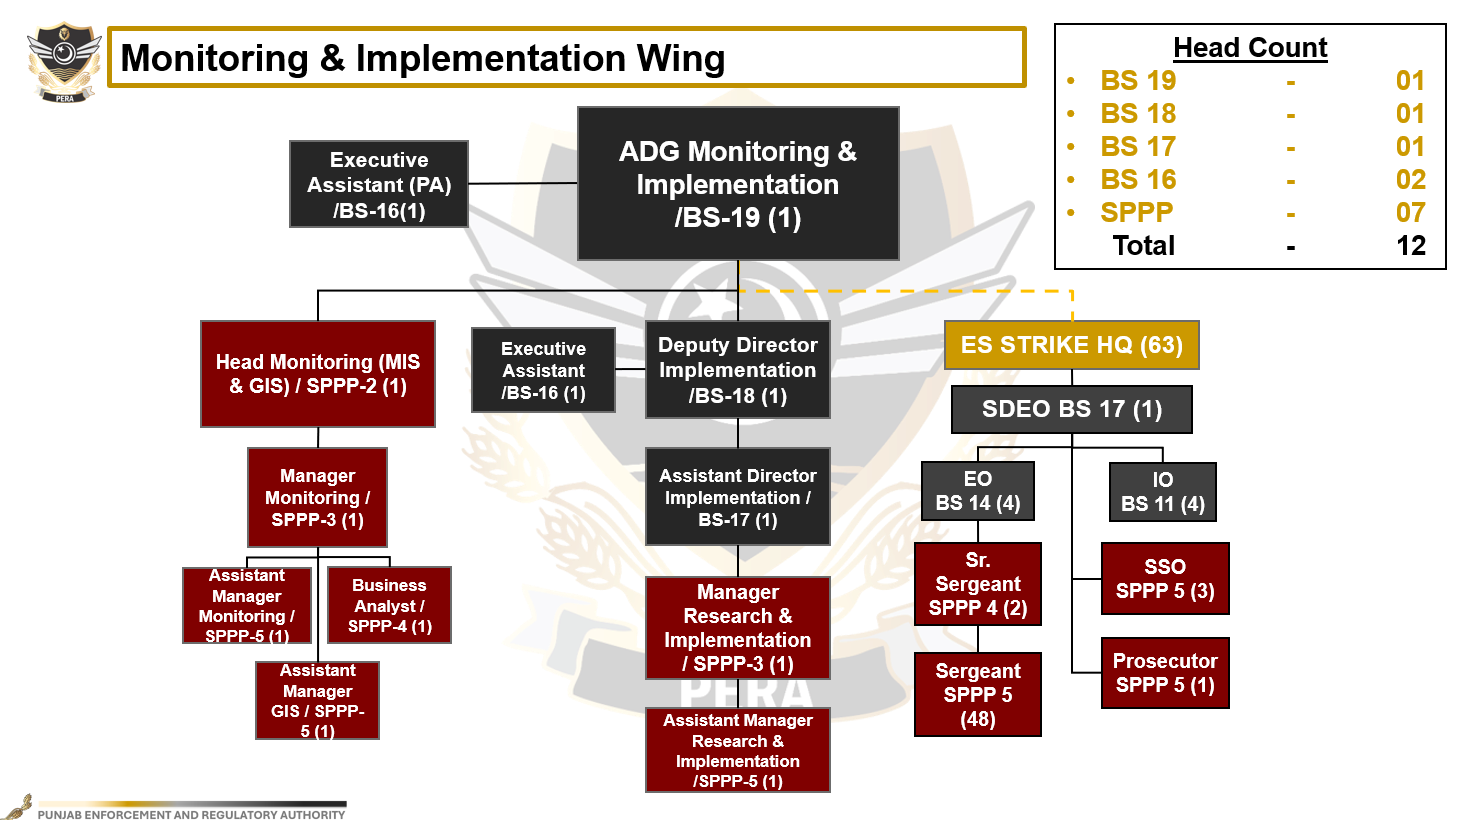 PERA
Monitoring & Implementation Wing
Head Count
• BS 19 - 01
• BS 18 - 01
• BS 17 - 01
• BS 16 - 02
• SPPP - 07
Total - 12
Executive
Assistant (PA)
/BS-16(1)
ADG Monitoring &
Implementation
/BS-19 (1)
Head Monitoring (MIS
& GIS) / SPPP-2 (1)
Executive
Assistant
/BS-16 (1)
Deputy Director
Implementation
/BS-18 (1)
ES STRIKE HQ (63)
SDEO BS 17 (1)
Manager
Monitoring /
SPPP-3 (1)
Assistant Director
Implementation /
BS-17 (1)
EO
BS 14 (4)
IO
BS 11 (4)
Assistant
Manager
Monitoring /
SPPP-5 (1)
Business
Analyst /
SPPP-4 (1)
Assistant
Manager
GIS / SPPP-
5 (1)
Manager
Research &
Implementation
/ SPPP-3 (1)
Assistant Manager
Research &
Implementation
/SPPP-5 (1)
Sr.
Sergeant
SPPP 4 (2)
SSO
SPPP 5 (3)
Sergeant
SPPP 5
(48)
Prosecutor
SPPP 5 (1)
PERA
PUNJAB ENFORCEMENT AND REGULATORY AUTHORITY